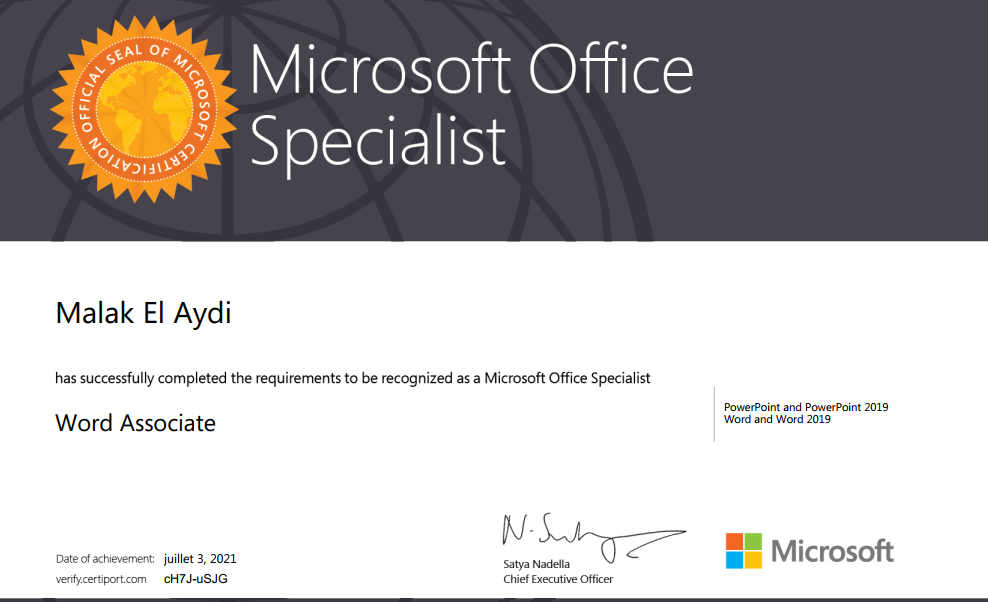 OFFICIAL SEAL OF MICROSOFT CERTIFICATION
Microsoft Office
Specialist
Malak El Aydi
has successfully completed the requirements to be recognized as a Microsoft Office Specialist
Word Associate
PowerPoint and PowerPoint 2019
Word and Word 2019
Date of achievement: juillet 3, 2021
verify.certiport.com cH7J-uSJG
N. Satya
Satya Nadella
Chief Executive Officer
Microsoft